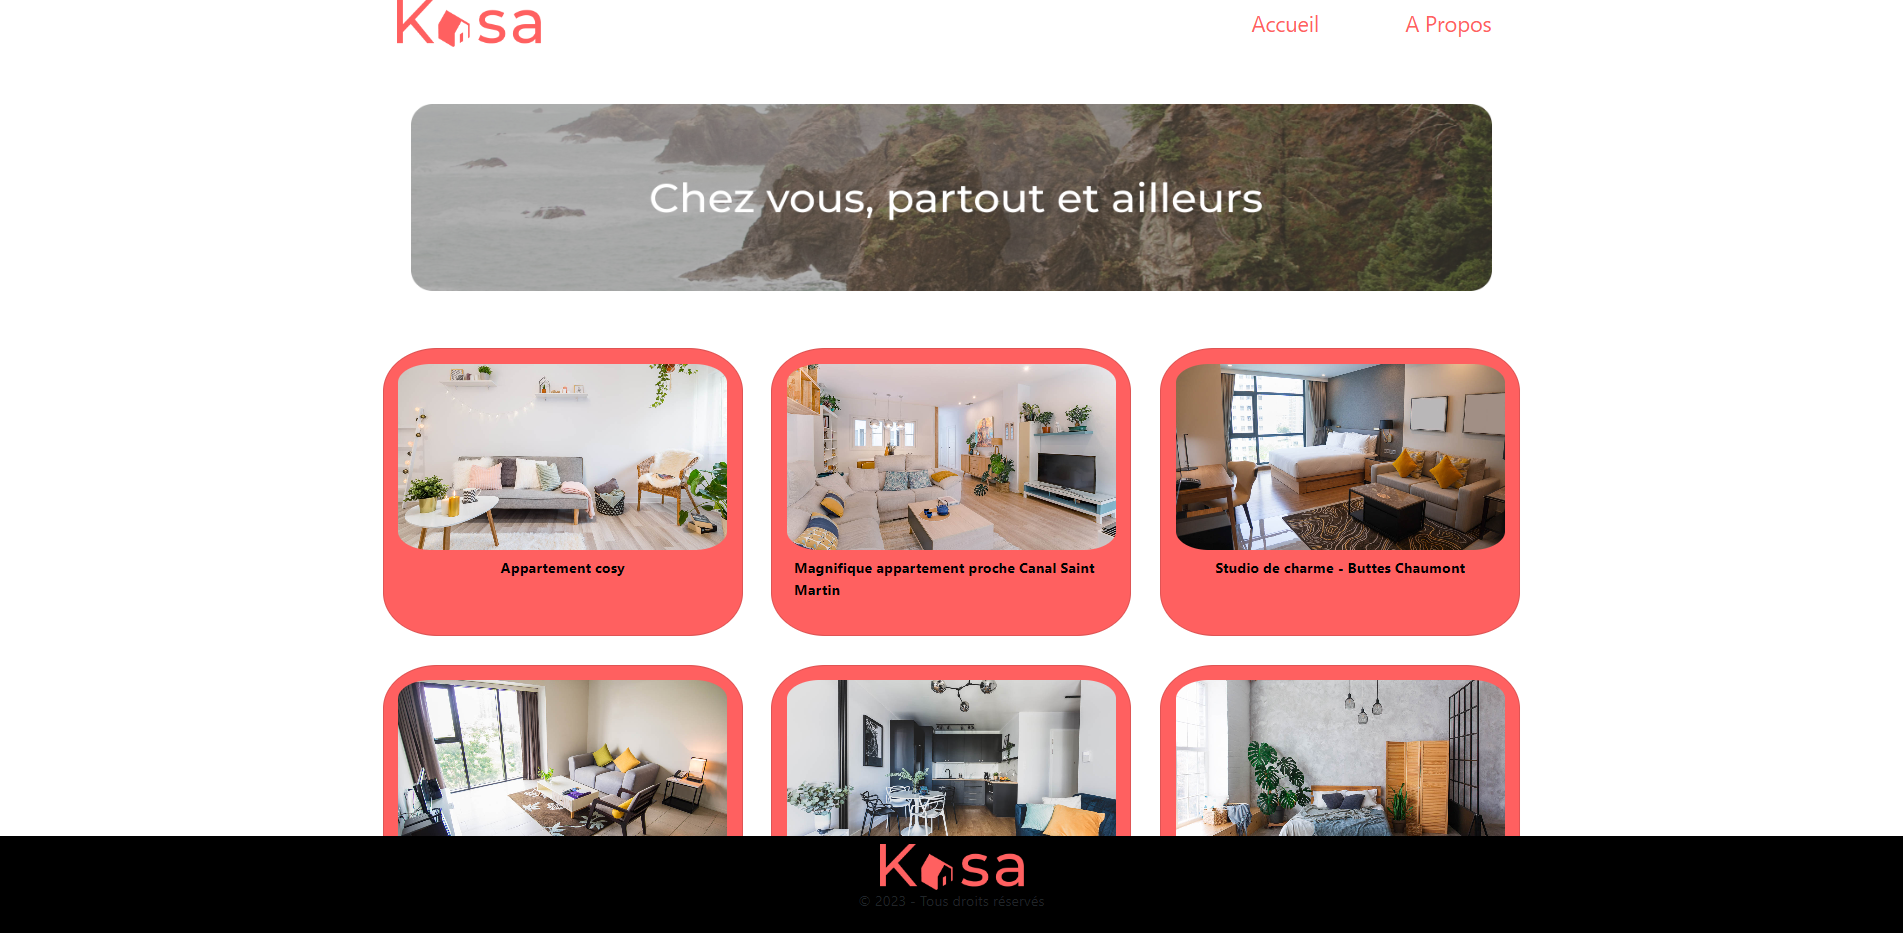 Kasa
Accueil
A Propos
Chez vous, partout et ailleurs
Appartement cosy
Magnifique appartement proche Canal Saint
Martin
Studio de charme - Buttes Chaumont
Kasa
© 2023 - Tous droits réservés